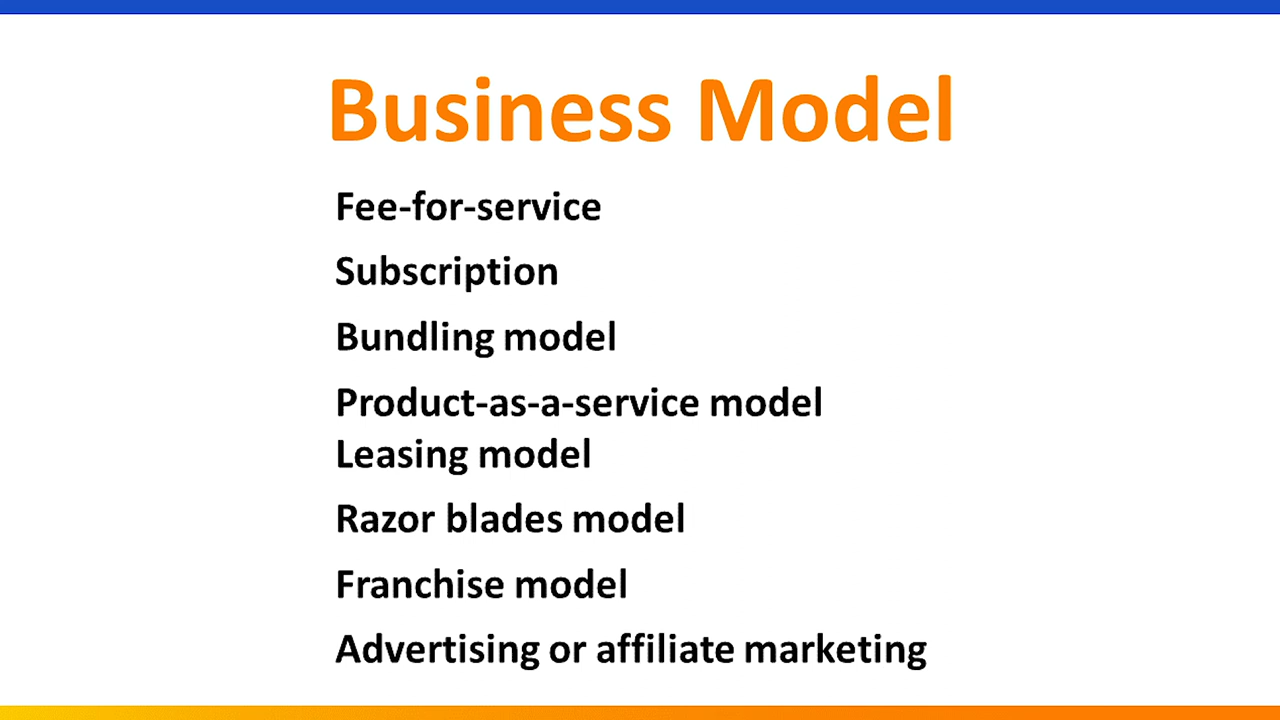 Business Model
Fee-for-service
Subscription
Bundling model
Product-as-a-service model
Leasing model
Razor blades model
Franchise model
Advertising or affiliate marketing